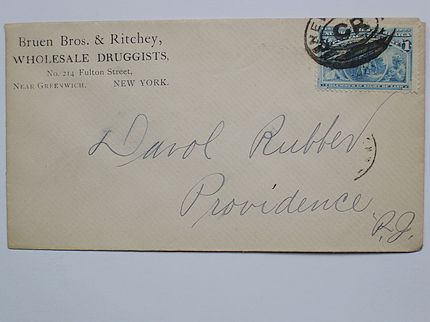 Bruen Bros. & Ritchey,
WHOLESALE DRUGGISTS,
No. 214 Fulton Street,
NEAR GREENWICH. NEW YORK.
Davol Rubber
Providence
R.I.